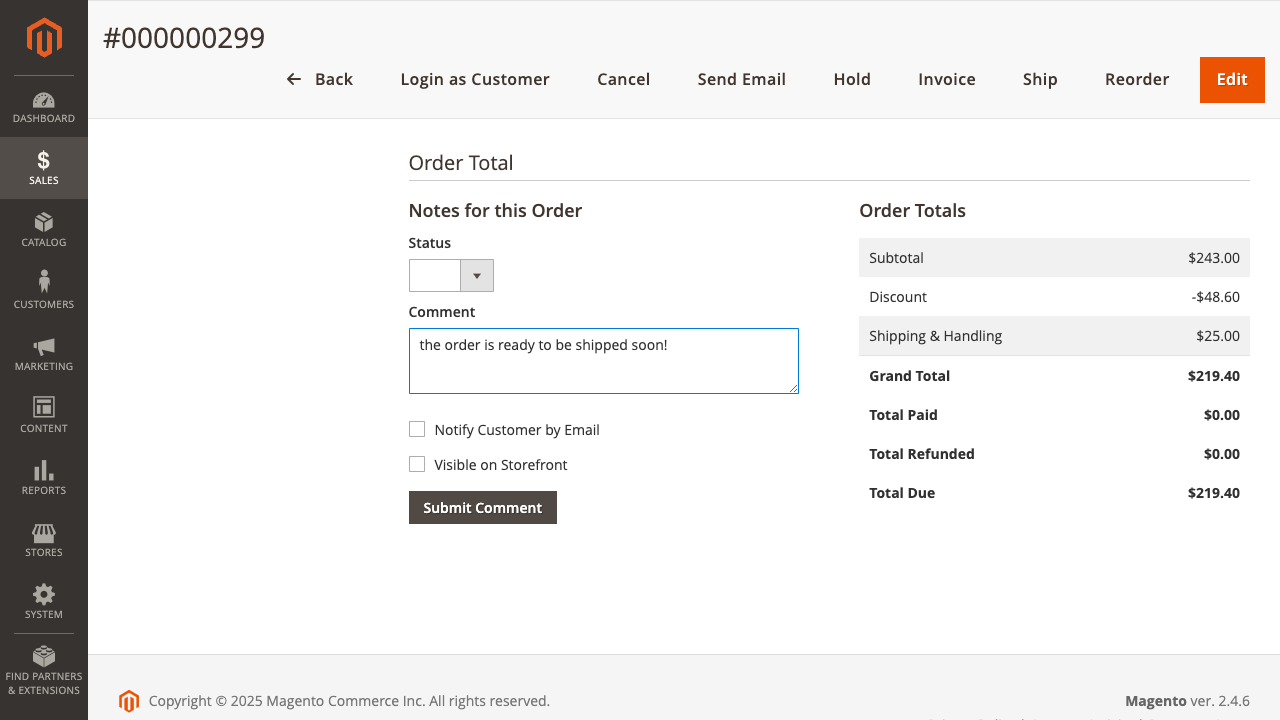 #000000299
Back
Login as Customer
Cancel
Send Email
Hold
Invoice
Ship
Reorder
Edit
DASHBOARD
SALES
CATALOG
CUSTOMERS
MARKETING
CONTENT
REPORTS
STORES
SYSTEM
FIND PARTNERS
& EXTENSIONS
Order Total
Notes for this Order
Status
Comment
the order is ready to be shipped soon!
Notify Customer by Email
Visible on Storefront
Submit Comment
Order Totals
Subtotal $243.00
Discount -$48.60
Shipping & Handling $25.00
Grand Total $219.40
Total Paid $0.00
Total Refunded $0.00
Total Due $219.40
Copyright © 2025 Magento Commerce Inc. All rights reserved.
Magento ver. 2.4.6